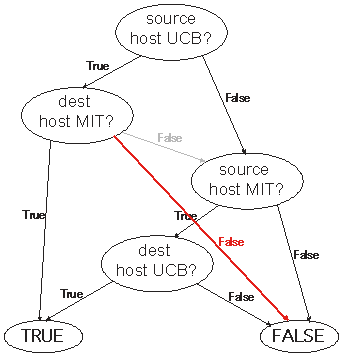 source
host UCB?
True
False
dest
host MIT?
False
source
host MIT?
True
True
False
False
dest
host UCB?
True
False
TRUE
FALSE